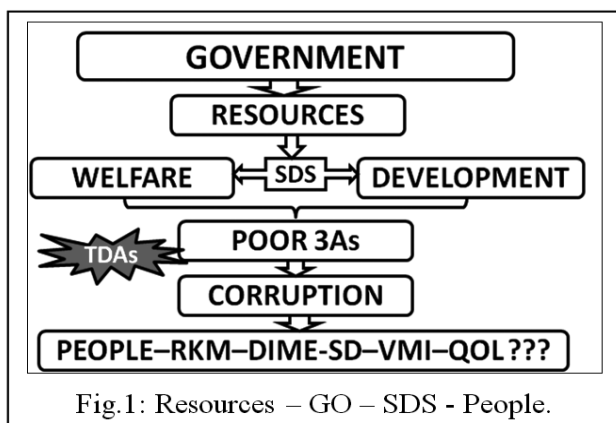 GOVERNMENT
RESOURCES
WELFARE SDS DEVELOPMENT
TDAs POOR 3As
CORRUPTION
PEOPLE–RKM–DIME-SD–VMI–QOL???
Fig.1: Resources – GO – SDS - People.